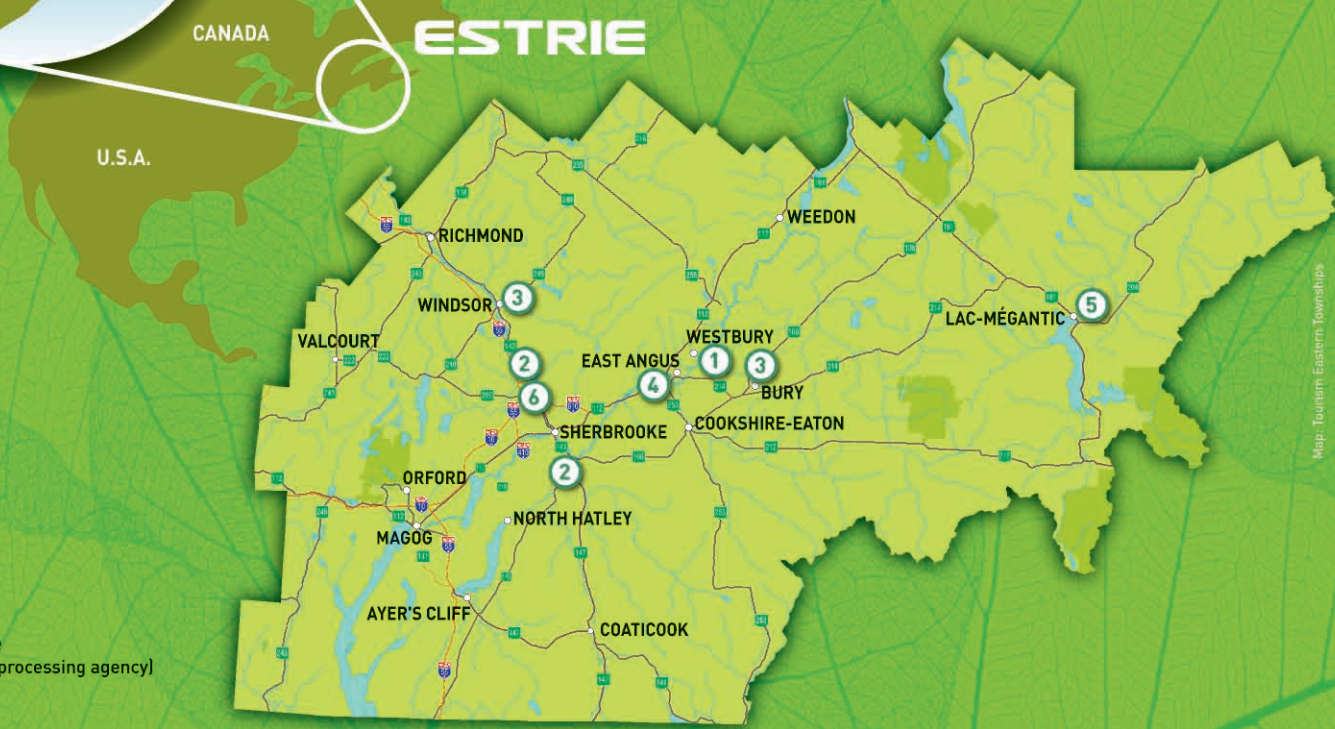 CANADA
ESTRIE
U.S.A.
WEEDON
RICHMOND
3
WINDSOR
5
LAC-MÉGANTIC
VALCOURT
WESTBURY
2
EAST ANGUS
1
3
4
BURY
6
COOKSHIRE-EATON
SHERBROOKE
2
ORFORD
NORTH HATLEY
MAGOG
AYER'S CLIFF
COATICOOK
processing agency)
Map: Tourism Eastern Townships